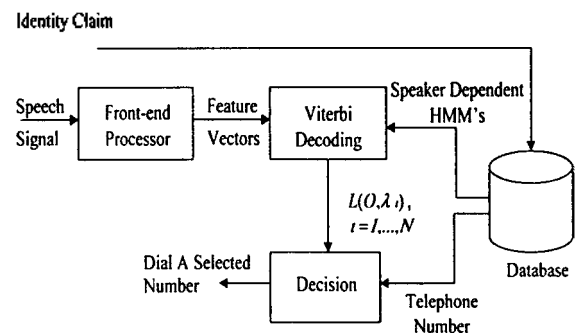 Identity Claim
Speech
Signal
Front-end
Processor
Feature
Vectors
Viterbi
Decoding
Speaker Dependent
HMM's
L(O,λι),
ι=1,...,N
Database
Dial A Selected
Number
Decision
Telephone
Number